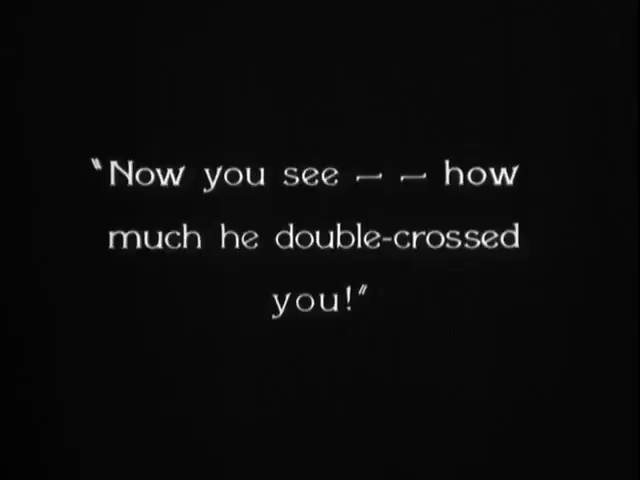 "Now you see — — how
much he double-crossed
you!"